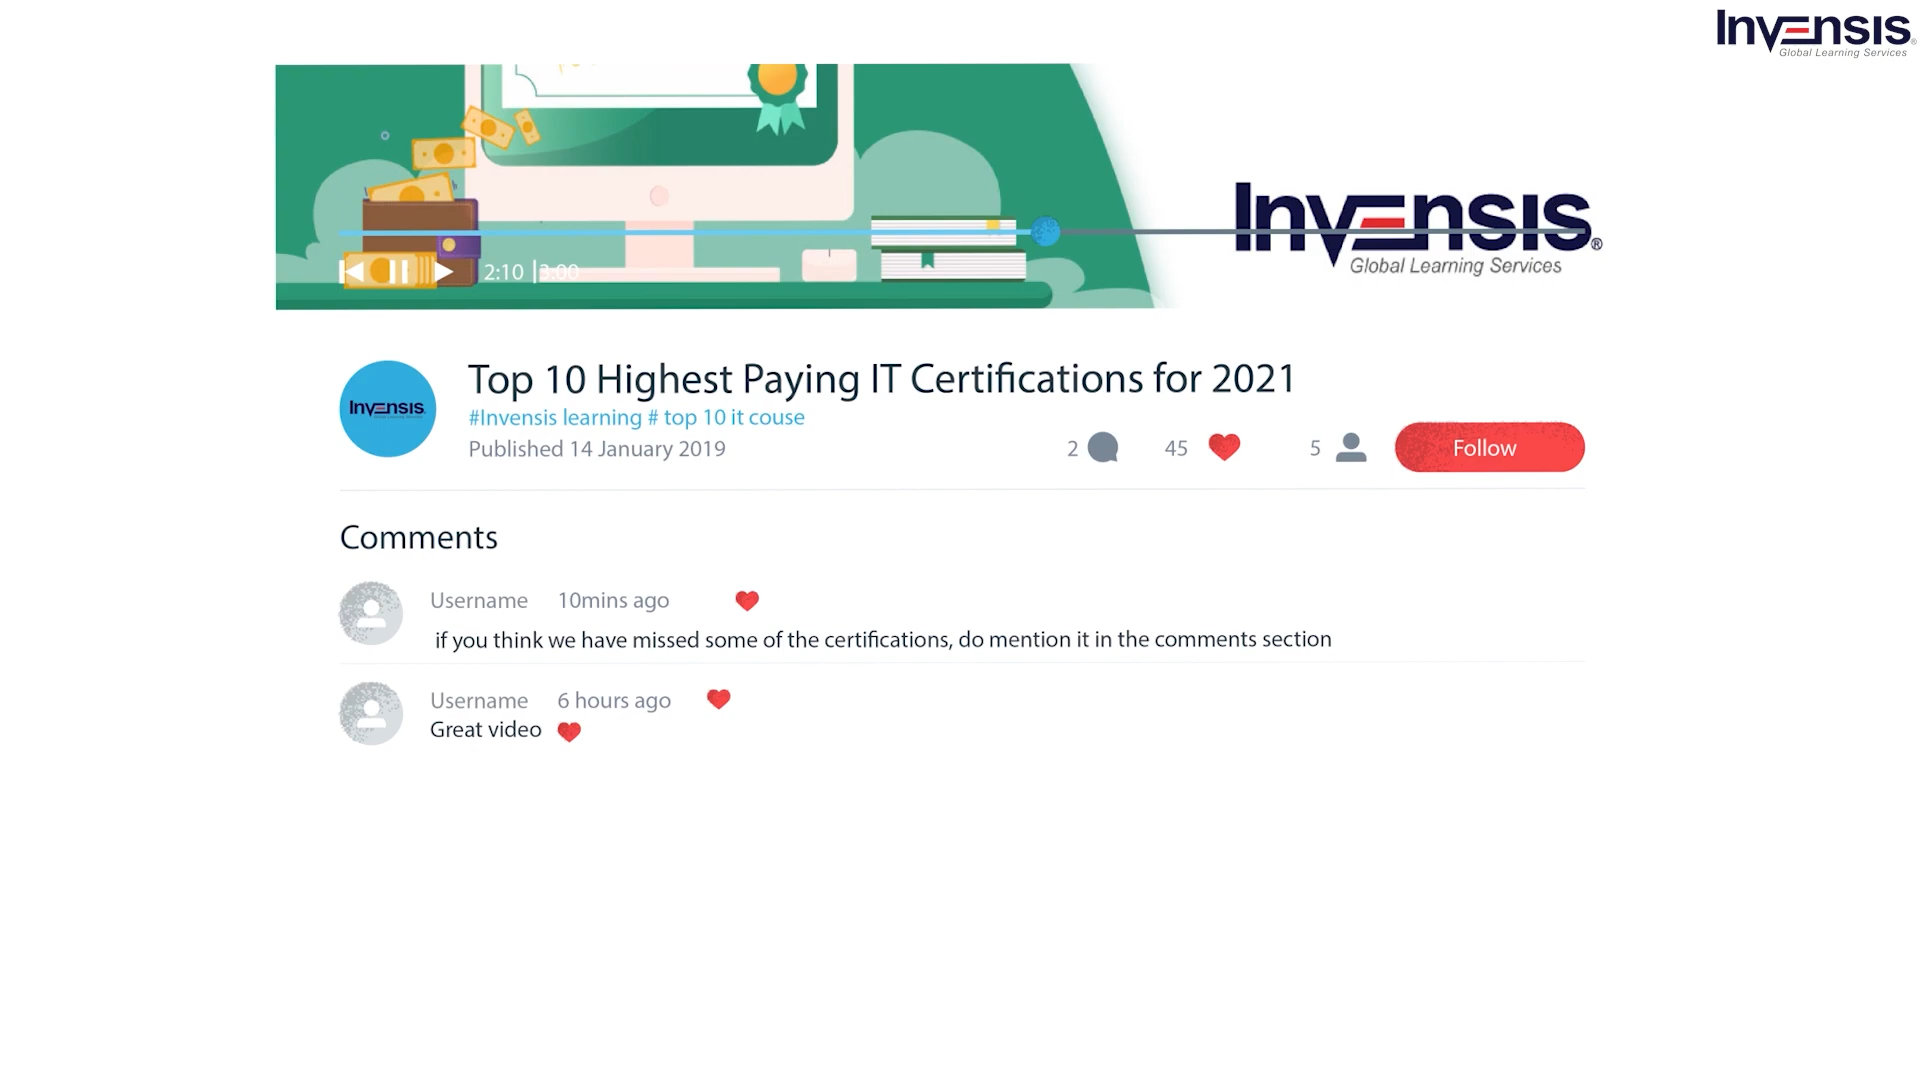 Invensis®
Global Learning Services
Invensis®
Global Learning Services
2:10 |3:00
Invensis
Top 10 Highest Paying IT Certifications for 2021
#Invensis learning # top 10 it couse
Published 14 January 2019
2 45 5 Follow
Comments
Username 10mins ago
if you think we have missed some of the certifications, do mention it in the comments section
Username 6 hours ago
Great video